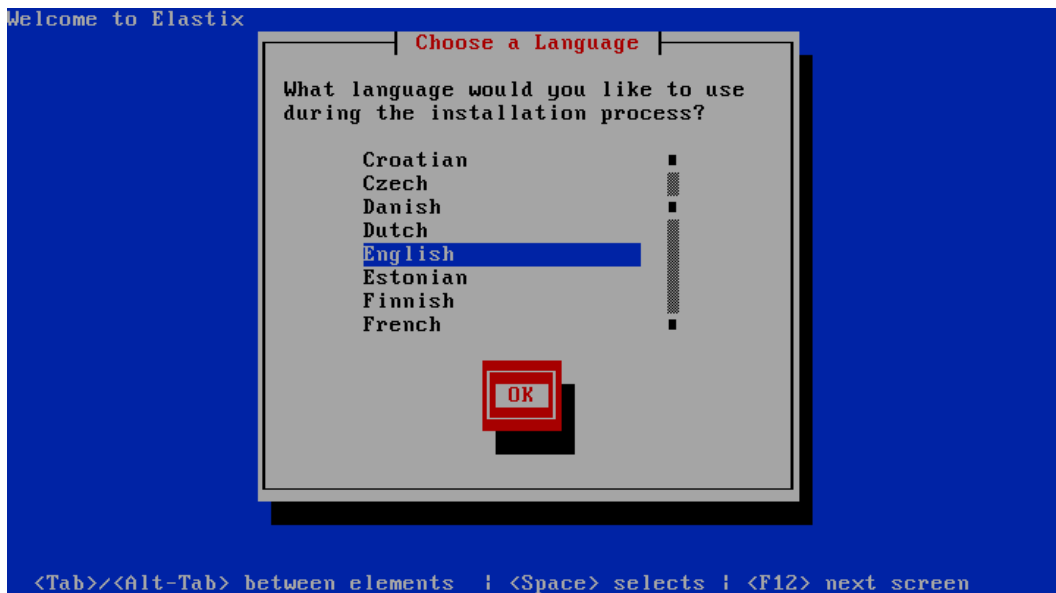 Welcome to Elastix
Choose a Language
What language would you like to use
during the installation process?
Croatian
Czech
Danish
Dutch
English
Estonian
Finnish
French
OK
<Tab>/<Alt-Tab> between elements | <Space> selects | <F12> next screen